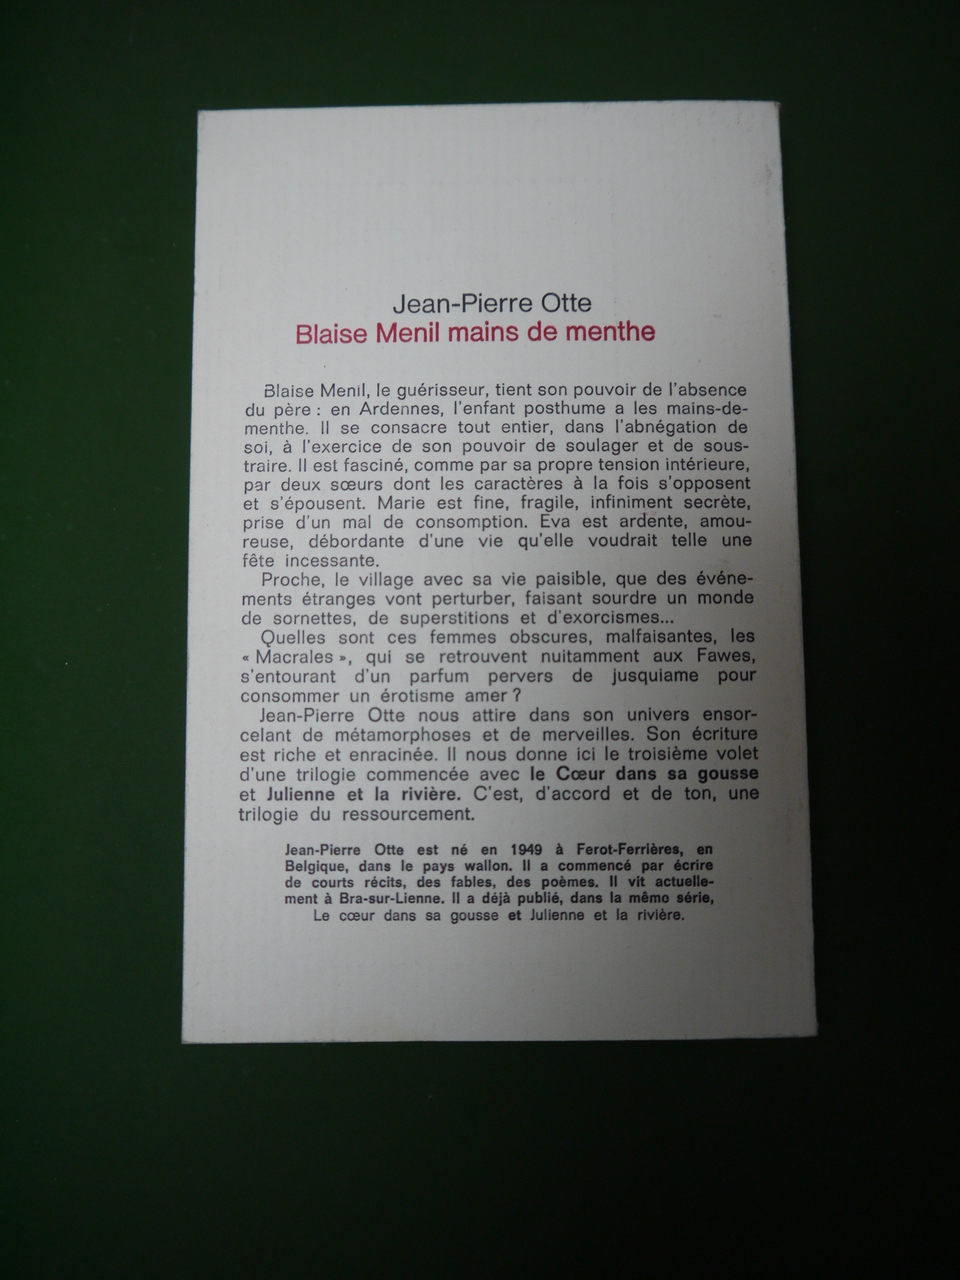 Jean-Pierre Otte
Blaise Menil mains de menthe
Blaise Menil, le guérisseur, tient son pouvoir de l'absence
du père : en Ardennes, l'enfant posthume a les mains-de-
menthe. Il se consacre tout entier, dans l'abnégation de
soi, à l'exercice de son pouvoir de soulager et de sous-
traire. Il est fasciné, comme par sa propre tension intérieure,
par deux sœurs dont les caractères à la fois s'opposent
et s'épousent. Marie est fine, fragile, infiniment secrète,
prise d'un mal de consomption. Eva est ardente, amou-
reuse, débordante d'une vie qu'elle voudrait telle une
fête incessante.
Proche, le village avec sa vie paisible, que des événe-
ments étranges vont perturber, faisant sourdre un monde
de sornettes, de superstitions et d'exorcismes...
Quelles sont ces femmes obscures, malfaisantes, les
« Macrales », qui se retrouvent nuitamment aux Fawes,
s'entourant d'un parfum pervers de jusquiame pour
consommer un érotisme amer ?
Jean-Pierre Otte nous attire dans son univers ensor-
celant de métamorphoses et de merveilles. Son écriture
est riche et enracinée. Il nous donne ici le troisième volet
d'une trilogie commencée avec le Cœur dans sa gousse
et Julienne et la rivière. C'est, d'accord et de ton, une
trilogie du ressourcement.
Jean-Pierre Otte est né en 1949 à Ferot-Ferrières, en
Belgique, dans le pays wallon. Il a commencé par écrire
de courts récits, des fables, des poèmes. Il vit actuelle-
ment à Bra-sur-Lienne. Il a déjà publié, dans la mêmo série,
Le cœur dans sa gousse et Julienne et la rivière.